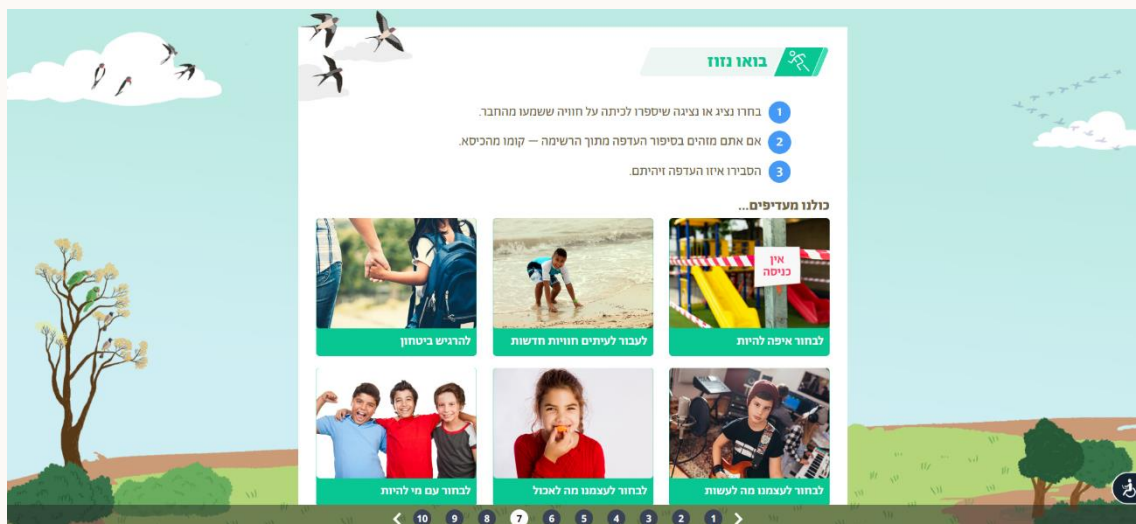 בואו נזוז
1 בחרו נציג או נציגה שיספרו לכיתה על חוויה ששמעו מהחבר.
2 אם אתם מזהים בסיפור העדפה מתוך הרשימה – קומו מהכיסא.
3 הסבירו איזו העדפה זיהיתם.
כולנו מעדיפים...
אין
כניסה
לבחור איפה להיות
לעבור לעיתים חוויות חדשות
להרגיש ביטחון
לבחור לעצמנו מה לעשות
לבחור לעצמנו מה לאכול
לבחור עם מי להיות
1 2 3 4 5 6 7 8 9 10